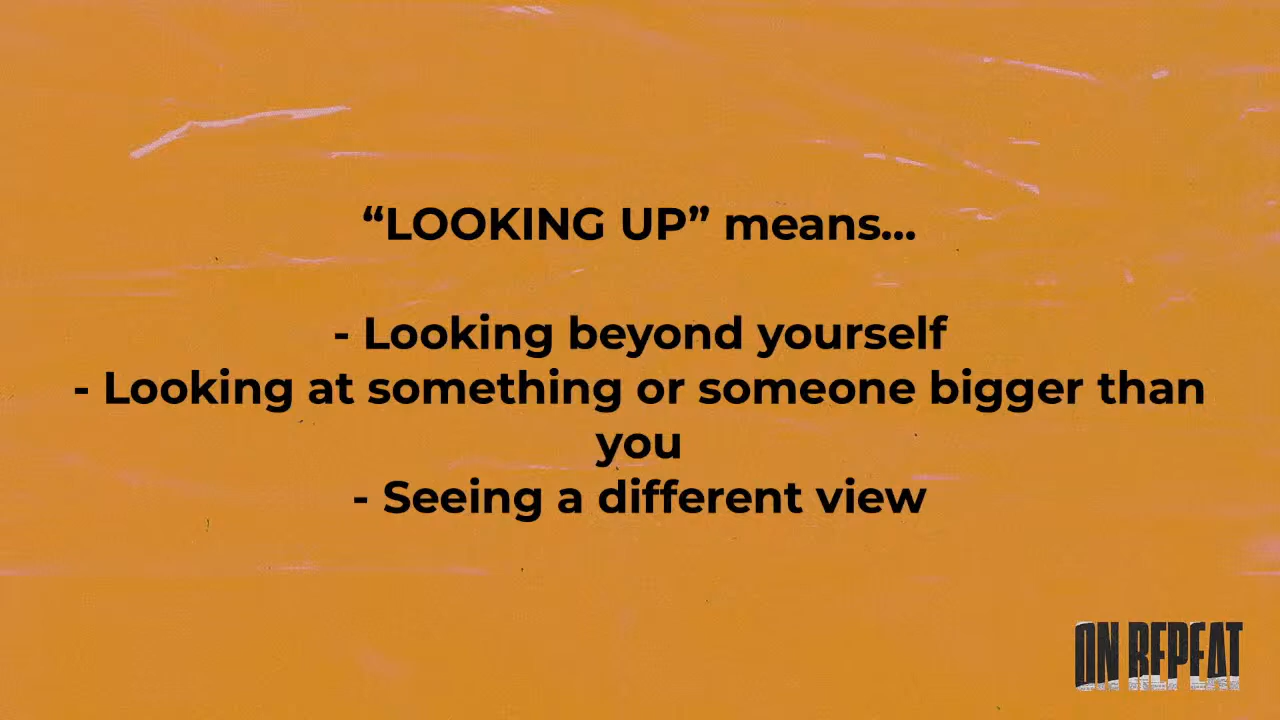 “LOOKING UP” means...
- Looking beyond yourself
- Looking at something or someone bigger than
you
- Seeing a different view
ON REPEAT